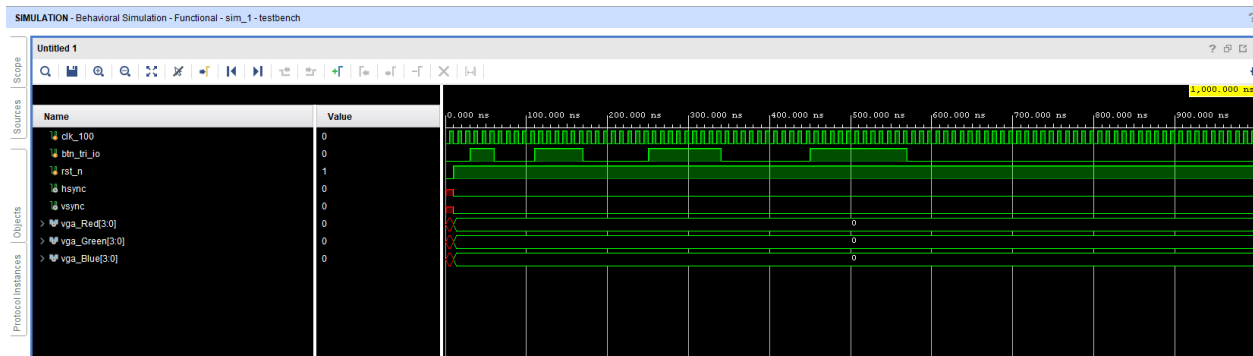 SIMULATION - Behavioral Simulation - Functional - sim_1 - testbench
?
Untitled 1
?
Scope
Sources
Objects
Protocol Instances
1,000.000 ns
Name Value
0.000 ns 100.000 ns 200.000 ns 300.000 ns 400.000 ns 500.000 ns 600.000 ns 700.000 ns 800.000 ns 900.000 ns
clk_100 0
btn_tri_io 0
rst_n 1
hsync 0
vsync 0
> vga_Red[3:0] 0 0
> vga_Green[3:0] 0 0
> vga_Blue[3:0] 0 0